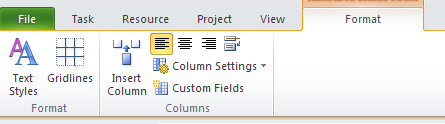 File Task Resource Project View Format
Text Styles Gridlines Insert Column Column Settings
Custom Fields
Format Columns